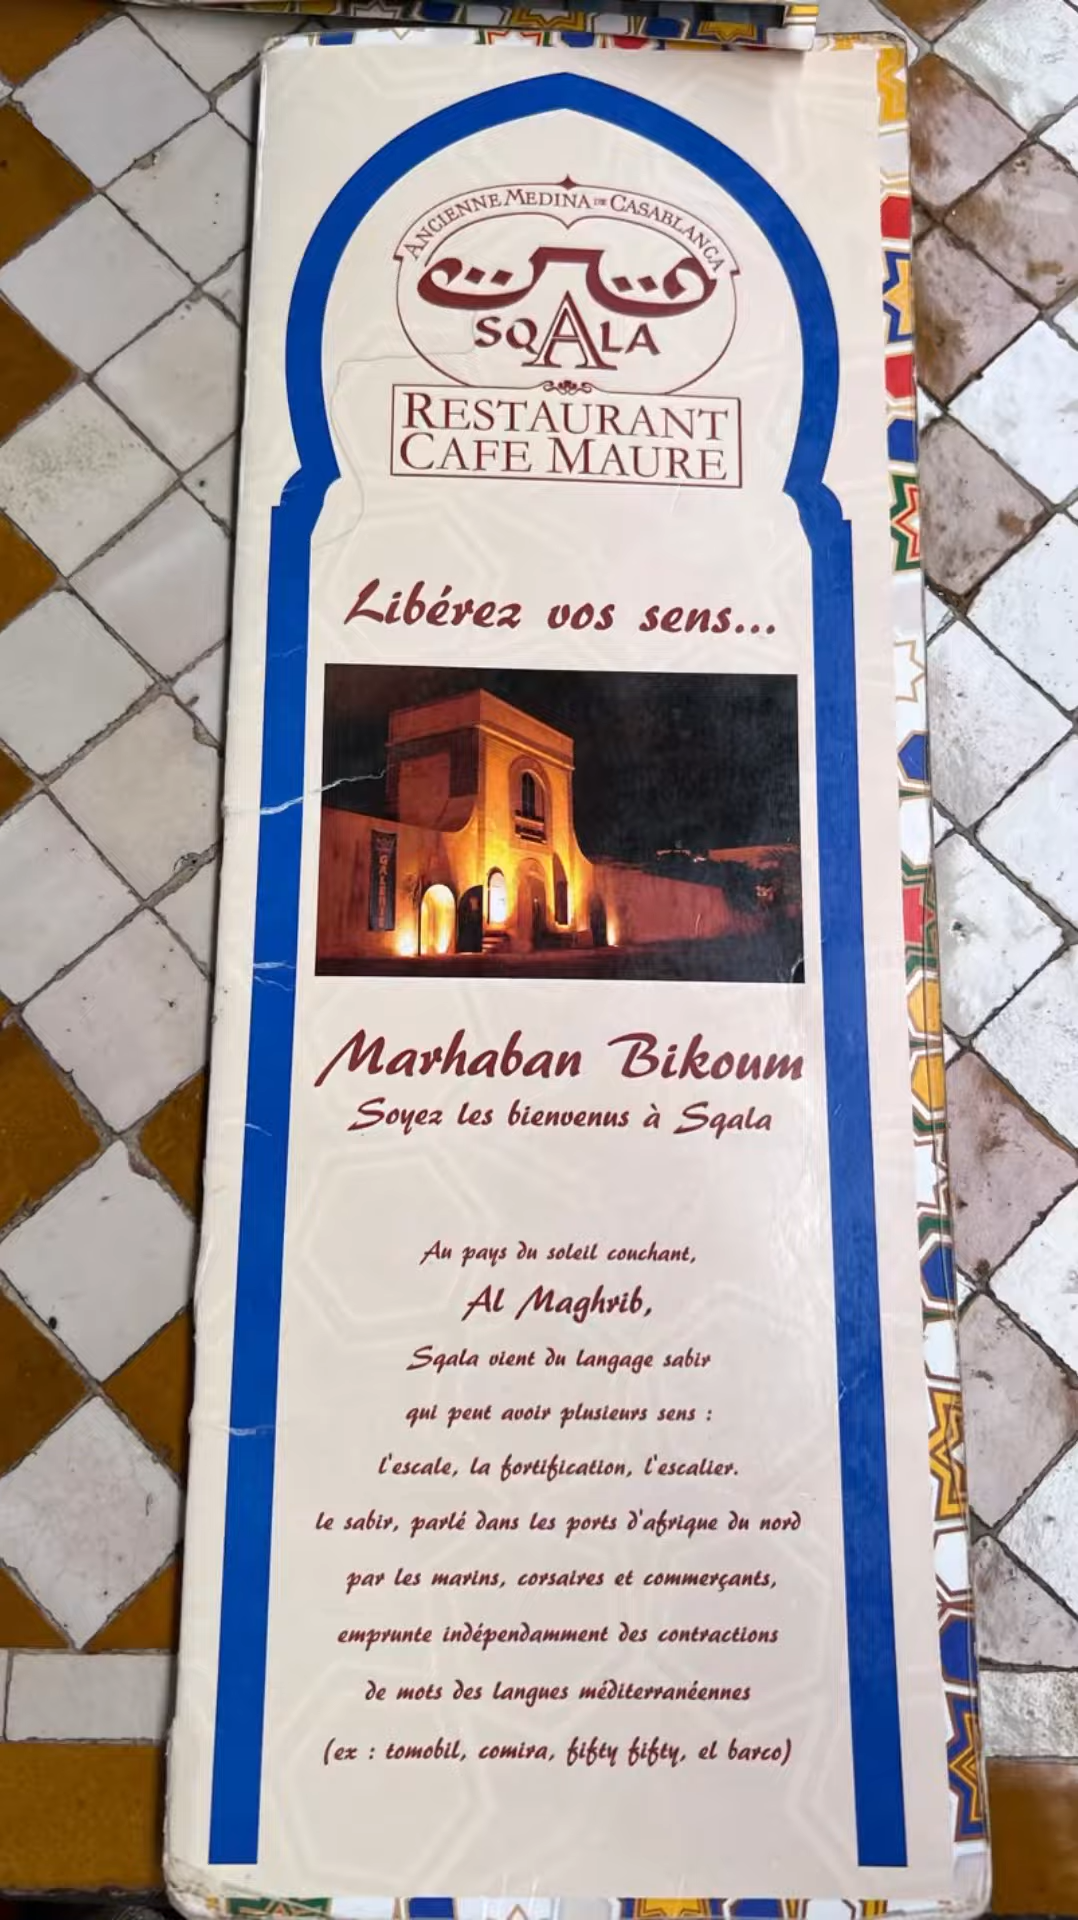 ANCIENNE MEDINA DE CASABLANCA
SQALA
RESTAURANT
CAFE MAURE
Libérez vos sens...
GALERIE
Marhaban Bikoum
Soyez les bienvenus à Sqala
Au pays du soleil couchant,
Al Maghrib,
Sqala vient du langage sabir
qui peut avoir plusieurs sens :
l'escale, la fortification, l'escalier.
le sabir, parlé dans les ports d'afrique du nord
par les marins, corsaires et commerçants,
emprunte indépendamment des contractions
de mots des langues méditerranéennes
(ex : tomobil, comira, fifty fifty, el barco)